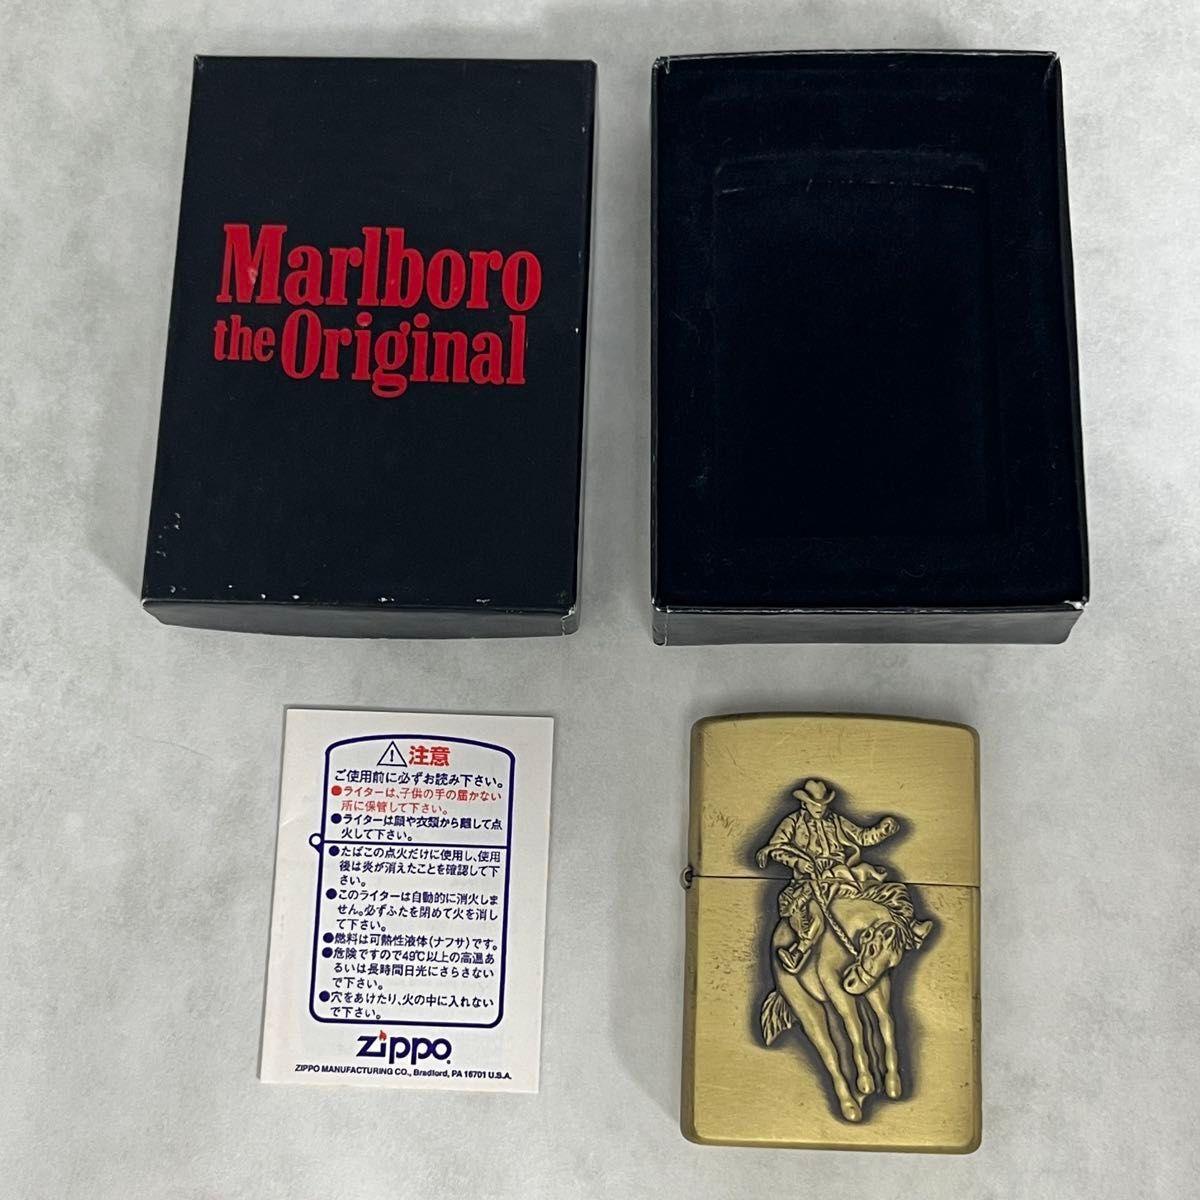 Marlboro
the Original
注意
ご使用前に必ずお読み下さい。
●ライターは、子供の手の届かない
所に保管して下さい。
●ライターは顔や衣類から離して点
火して下さい。
●たばこの点火だけに使用し、使用
後は炎が消えたことを確認して下
さい。
●このライターは自動的に消火しま
せん。必ずふたを閉めて火を消し
て下さい。
●燃料は可熱性液体(ナフサ)です。
●危険ですので49℃以上の高温あ
るいは長時間日光にさらさない
で下さい。
●穴をあけたり、火の中に入れない
で下さい。
zippo
ZIPPO MANUFACTURING CO., Bradford, PA 16701 U.S.A.